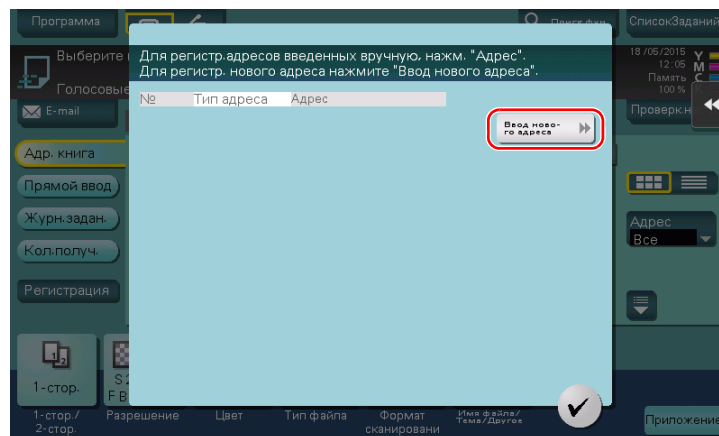 Программа
СписокЗаданий
Выберите
Голосовые
Для регистр.адресов введенных вручную, нажм. "Адрес".
Для регистр. нового адреса нажмите "Ввод нового адреса".
18/05/2015
12:05
Память
100 %
Y
M
C
E-mail
№ Тип адреса Адрес
Проверк.н
Ввод ново-
го адреса
Адр. книга
Прямой ввод
Журн.задан.
Кол.получ.
Регистрация
Адрес
Все
1-стор.
1-стор./
2-стор.
Разрешение
Цвет
Тип файла
Формат
сканировани
Имя файла/
Тема/Другое
Приложение